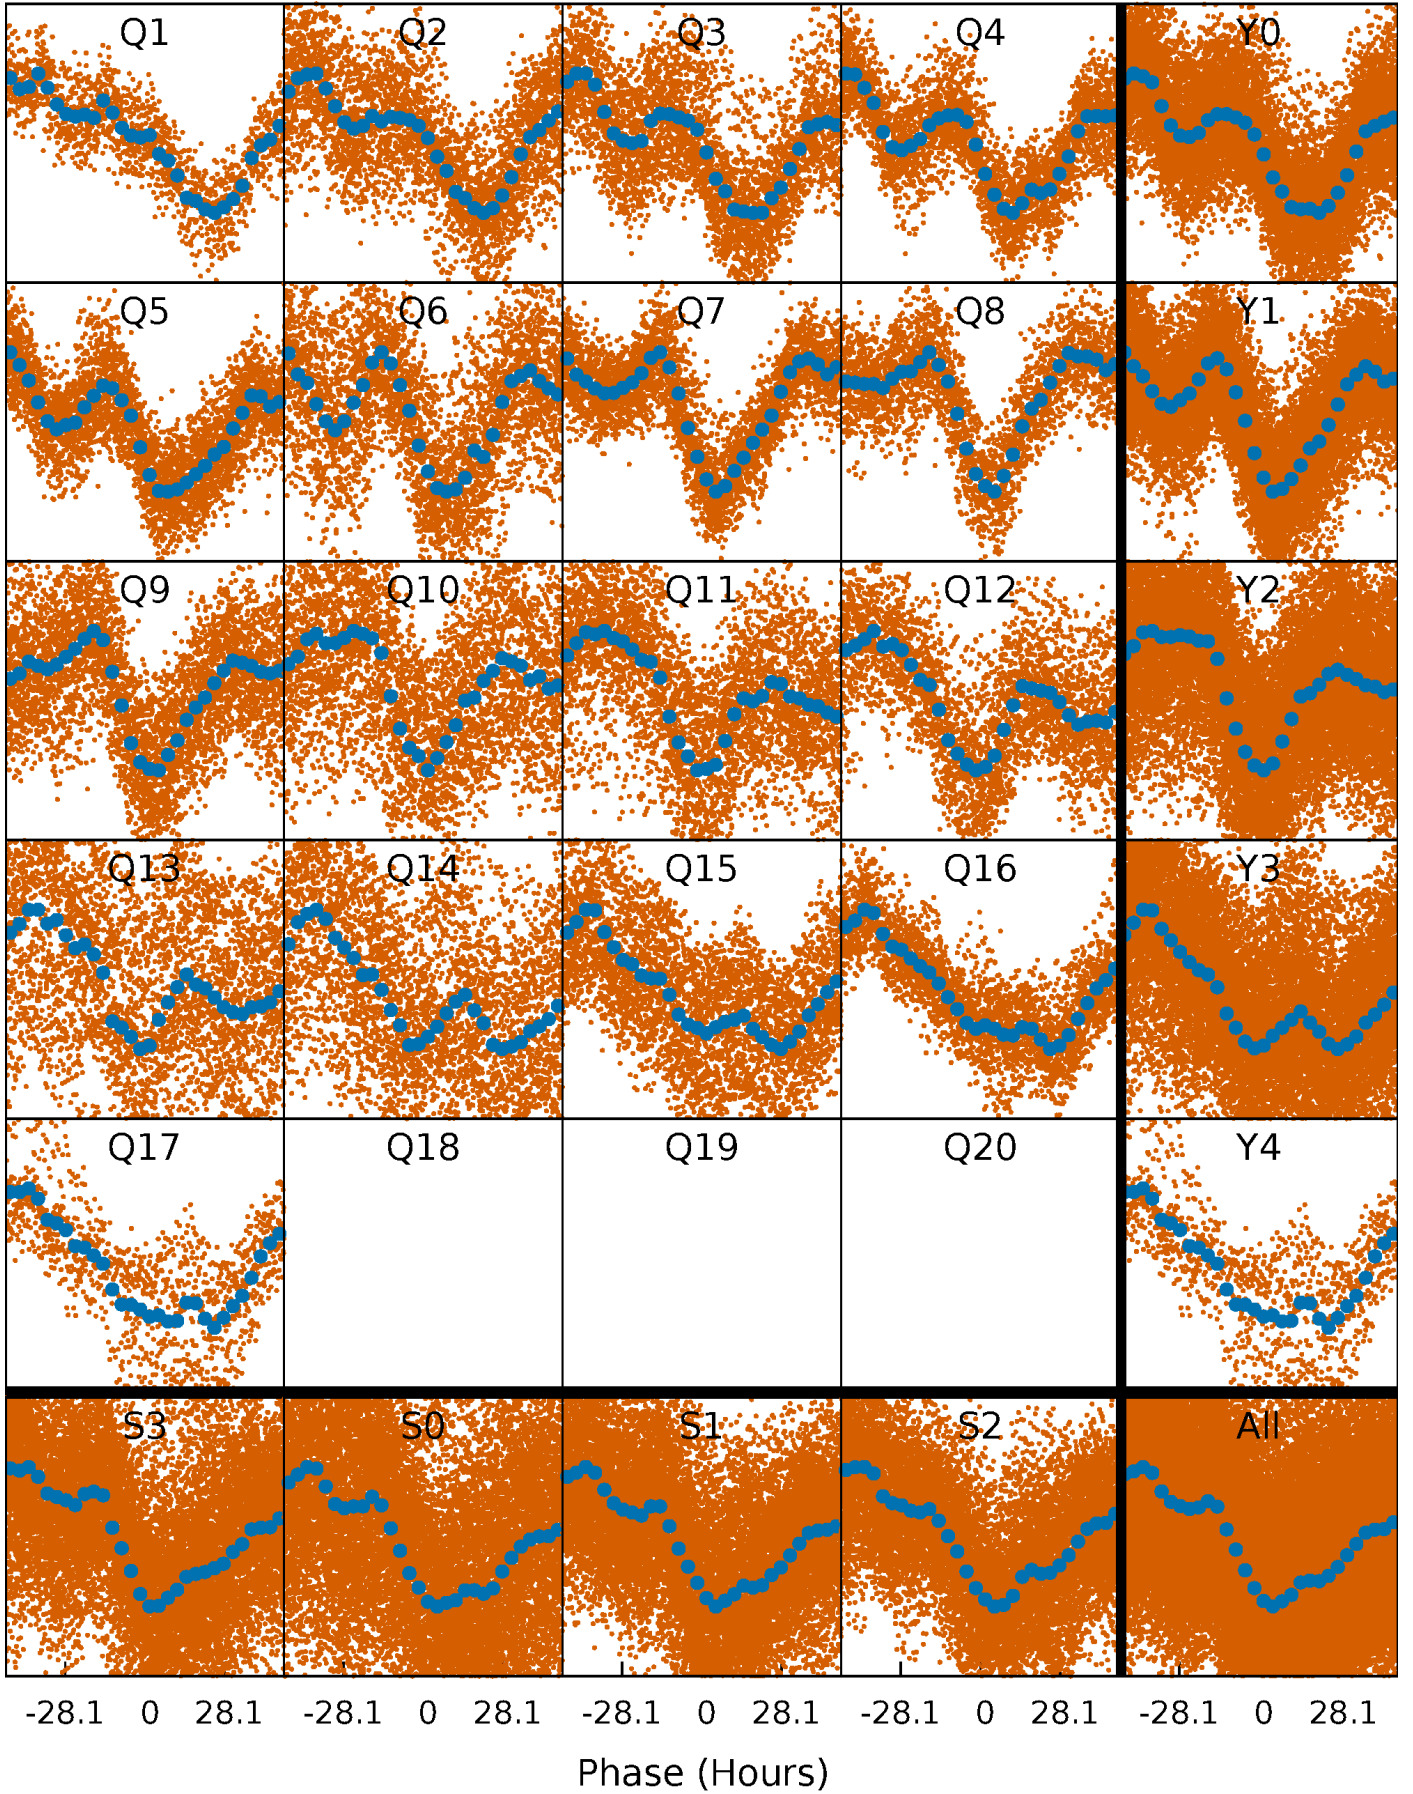 Q1 Q2 Q3 Q4 Y0
Q5 Q6 Q7 Q8 Y1
Q9 Q10 Q11 Q12 Y2
Q13 Q14 Q15 Q16 Y3
Q17 Q18 Q19 Q20 Y4
S3 S0 S1 S2 All
-28.1 0 28.1 -28.1 0 28.1 -28.1 0 28.1 -28.1 0 28.1 -28.1 0 28.1
Phase (Hours)